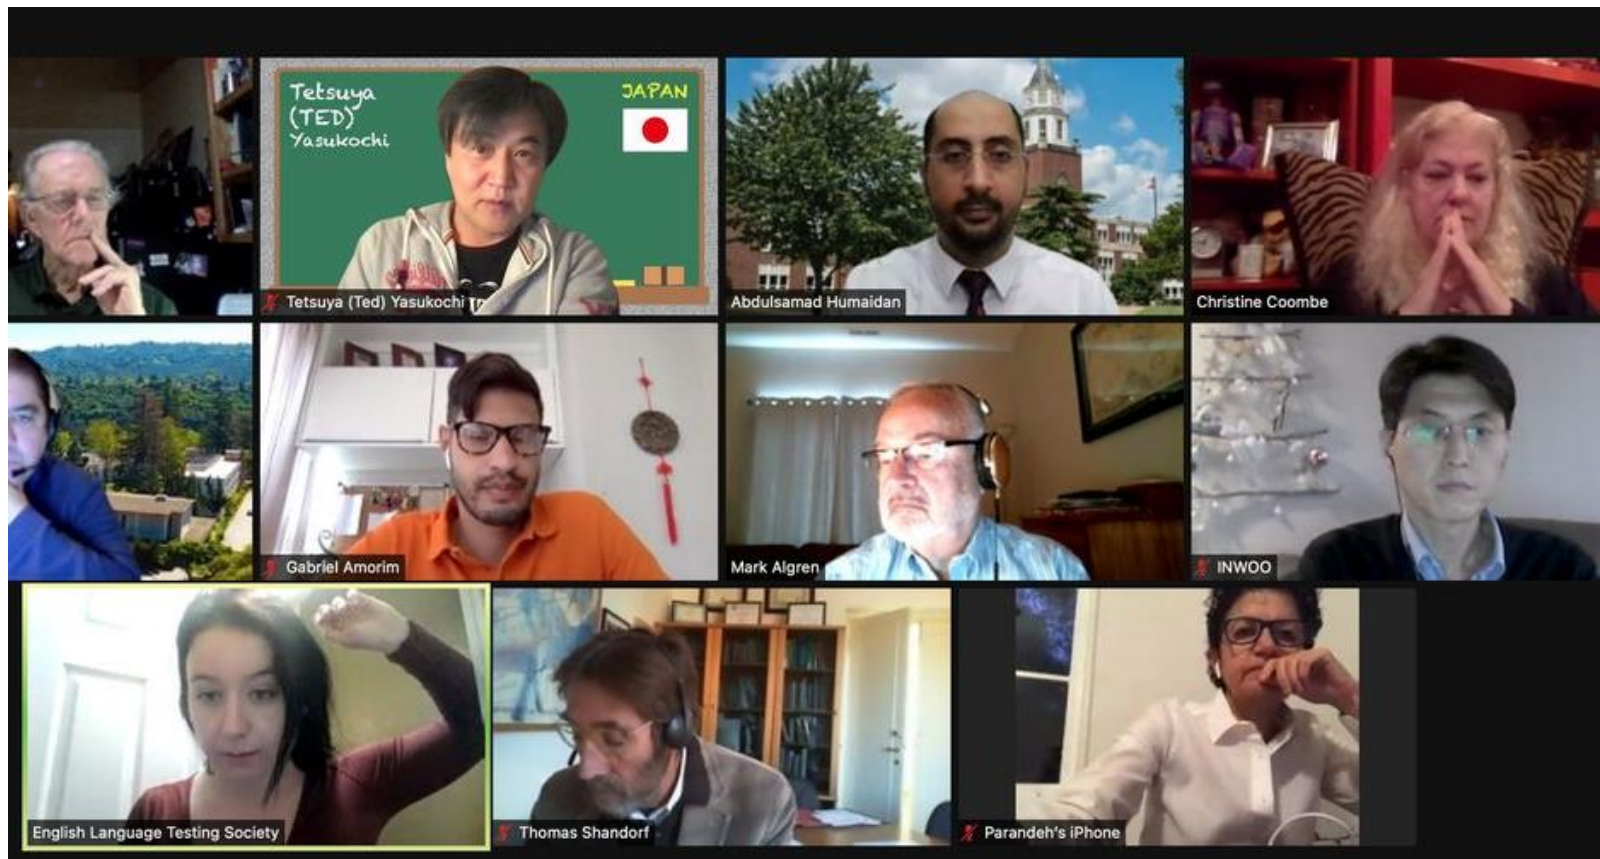 Tetsuya
(TED)
Yasukochi
JAPAN
Tetsuya (Ted) Yasukochi
Abdulsamad Humaidan
Christine Coombe
Gabriel Amorim
Mark Algren
INWOO
English Language Testing Society
Thomas Shandorf
Parandeh's iPhone